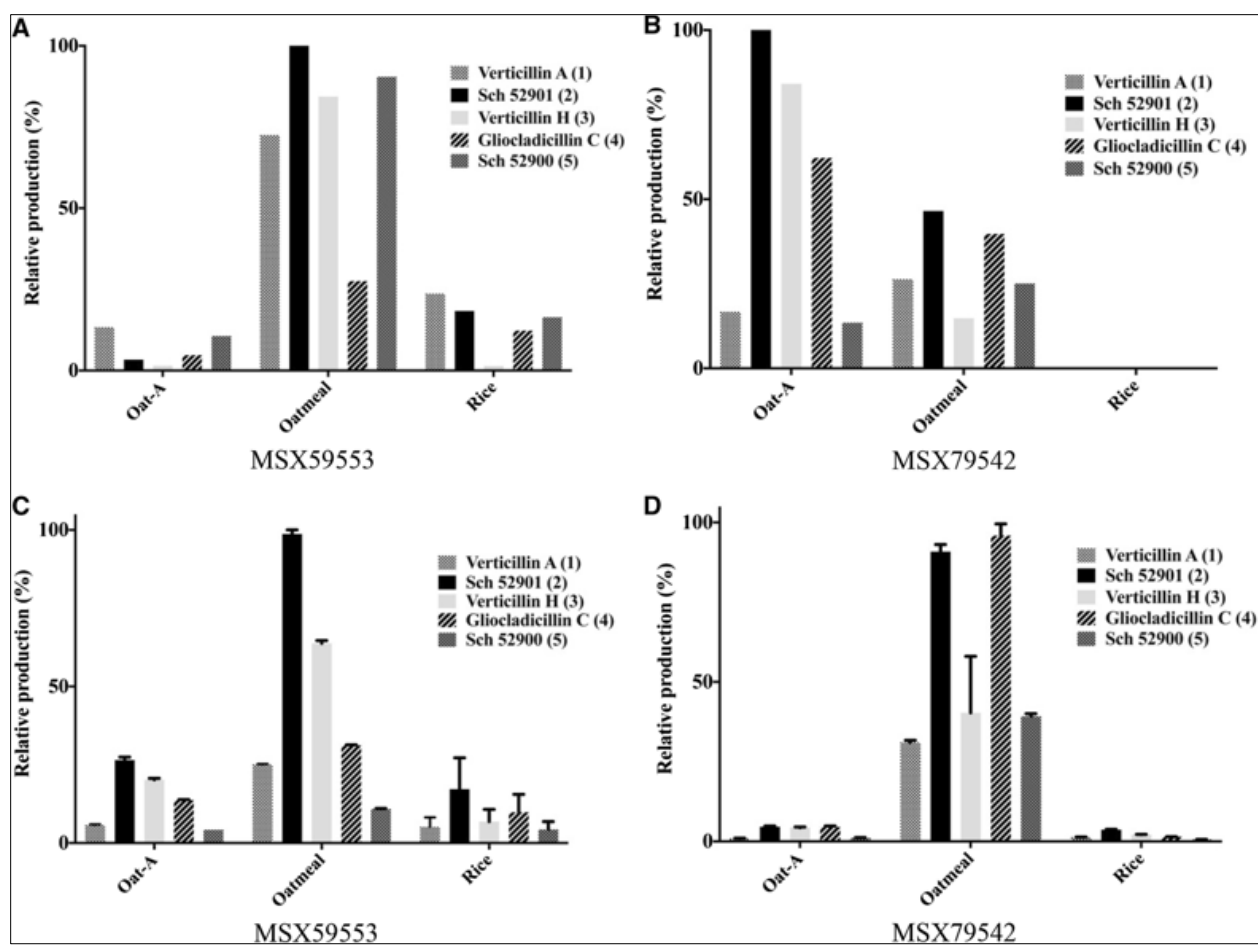 A
Relative production (%)
100
50
0
Verticillin A (1)
Sch 52901 (2)
Verticillin H (3)
Gliocladicillin C (4)
Sch 52900 (5)
Oat-A
Oatmeal
Rice
MSX59553
B
Relative production (%)
100
50
0
Verticillin A (1)
Sch 52901 (2)
Verticillin H (3)
Gliocladicillin C (4)
Sch 52900 (5)
Oat-A
Oatmeal
Rice
MSX79542
C
Relative production (%)
100
50
0
Verticillin A (1)
Sch 52901 (2)
Verticillin H (3)
Gliocladicillin C (4)
Sch 52900 (5)
Oat-A
Oatmeal
Rice
MSX59553
D
Relative production (%)
100
50
0
Verticillin A (1)
Sch 52901 (2)
Verticillin H (3)
Gliocladicillin C (4)
Sch 52900 (5)
Oat-A
Oatmeal
Rice
MSX79542